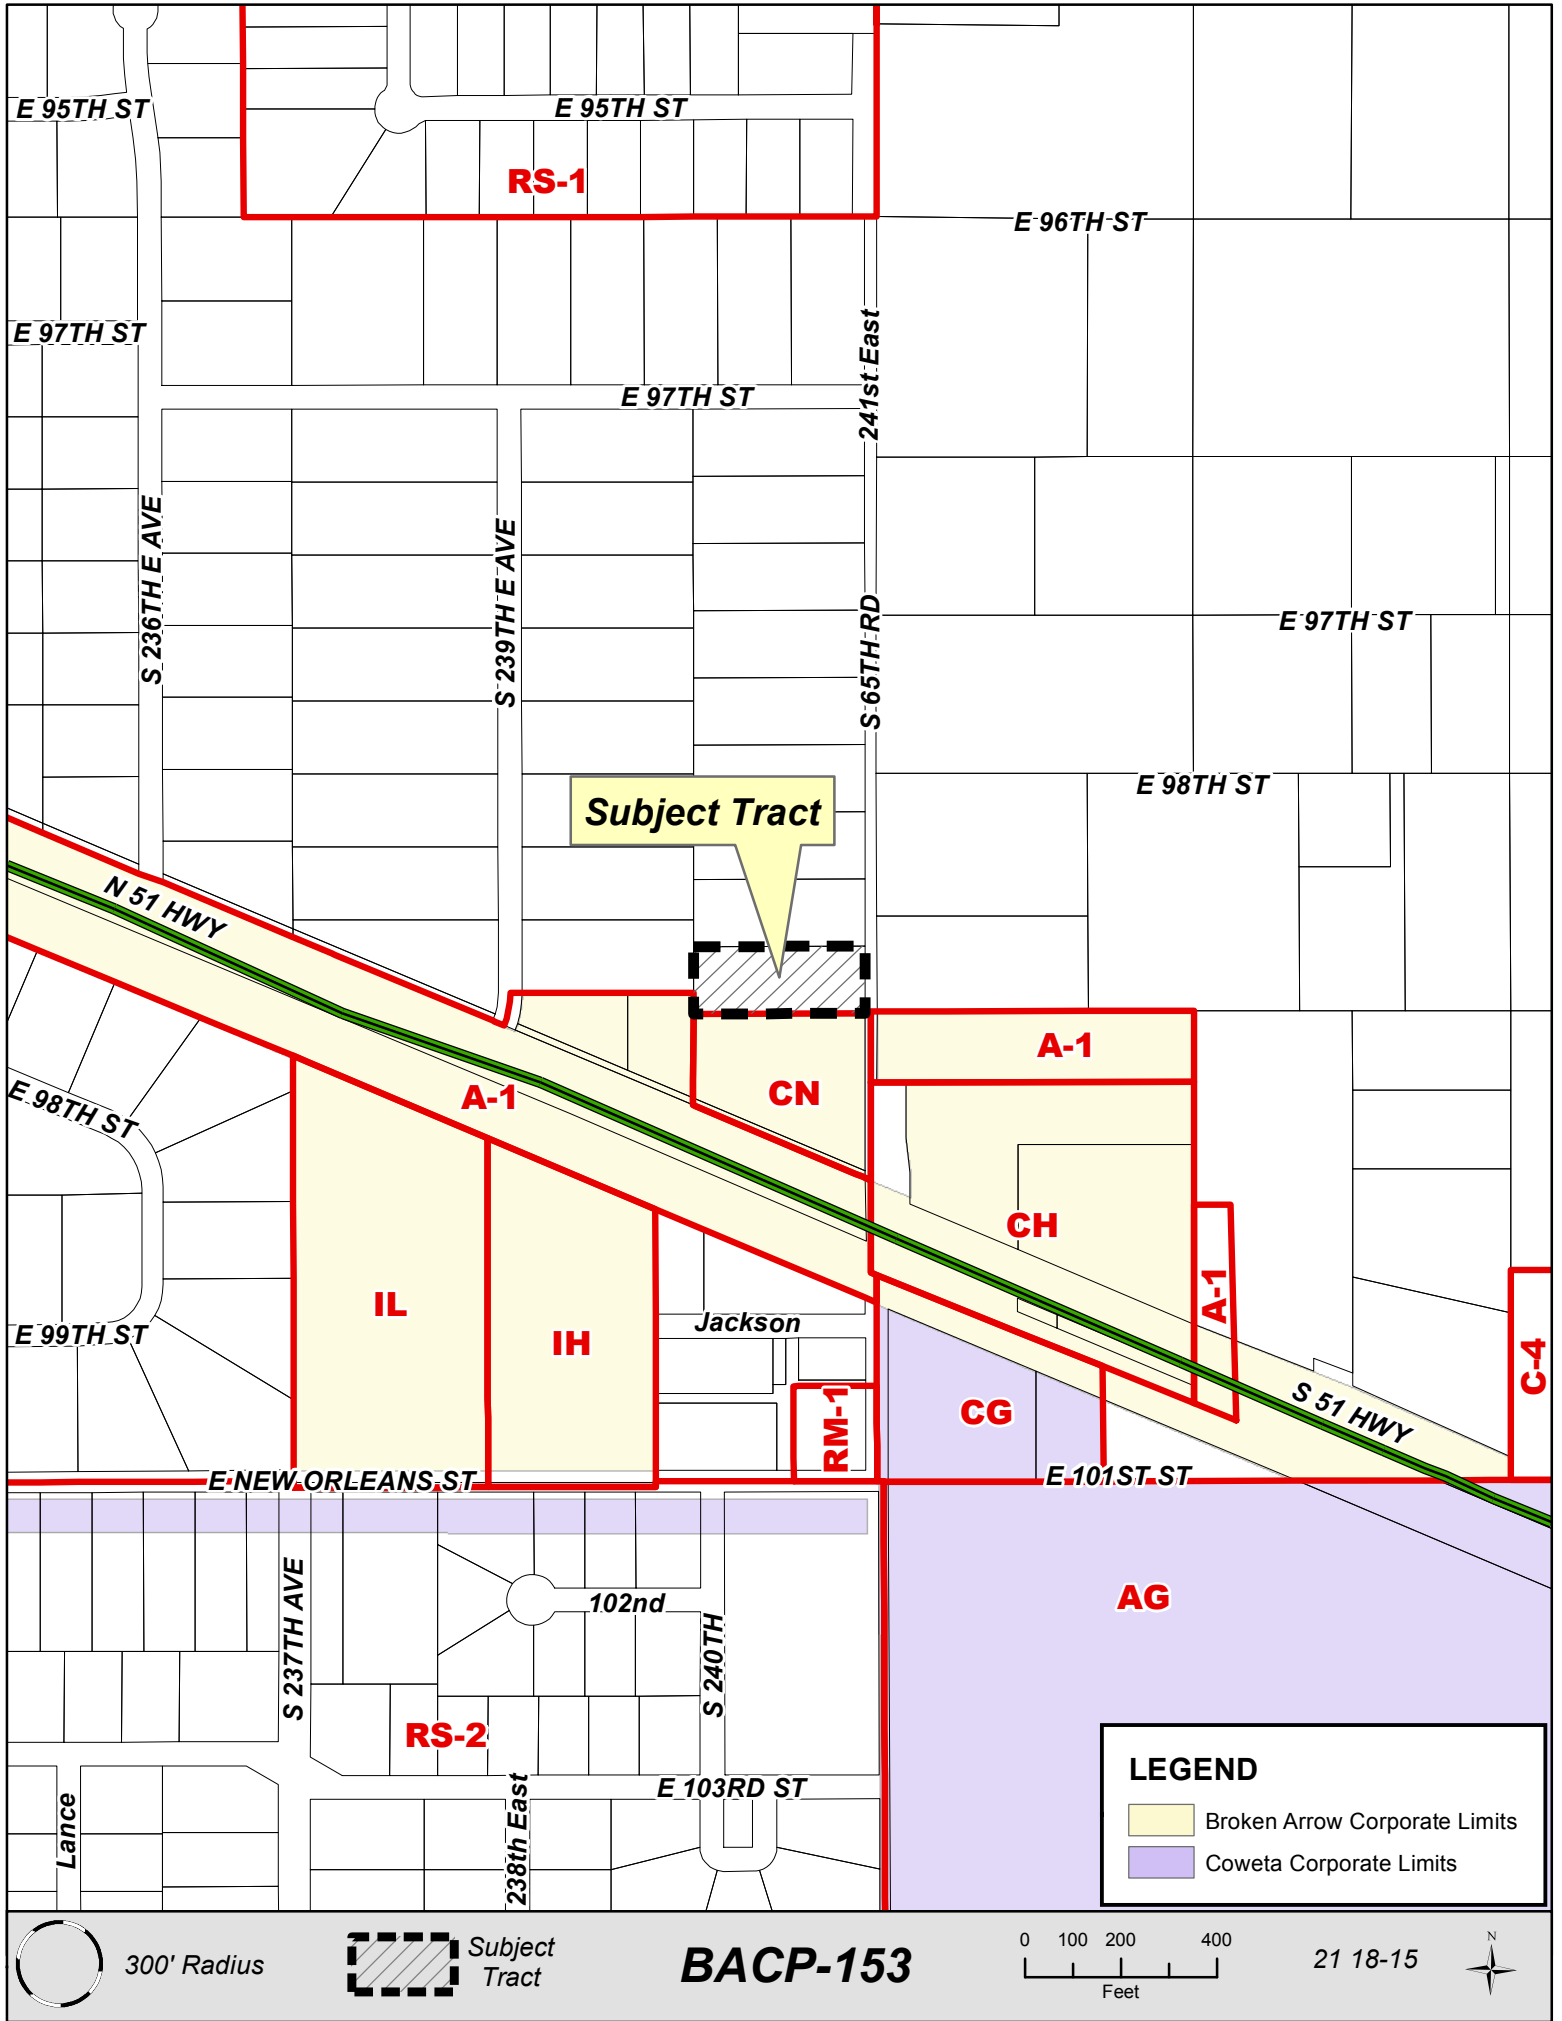 E 95TH ST
E 95TH ST
RS-1
E 96TH ST
E 97TH ST
241st East
E 97TH ST
S 236TH E AVE
S 239TH E AVE
S 65TH RD
E 97TH ST
E 98TH ST
Subject Tract
N 51 HWY
A-1
CN
A-1
E 98TH ST
CH
A-1
IL
IH
Jackson
E 99TH ST
C-4
RM-1
CG
S 51 HWY
E NEW ORLEANS ST
E 101ST ST
S 237TH AVE
102nd
S 240TH
AG
RS-2
E 103RD ST
Lance
238th East
LEGEND
Broken Arrow Corporate Limits
Coweta Corporate Limits
300' Radius
Subject
Tract
BACP-153
0 100 200 400
Feet
21 18-15
N